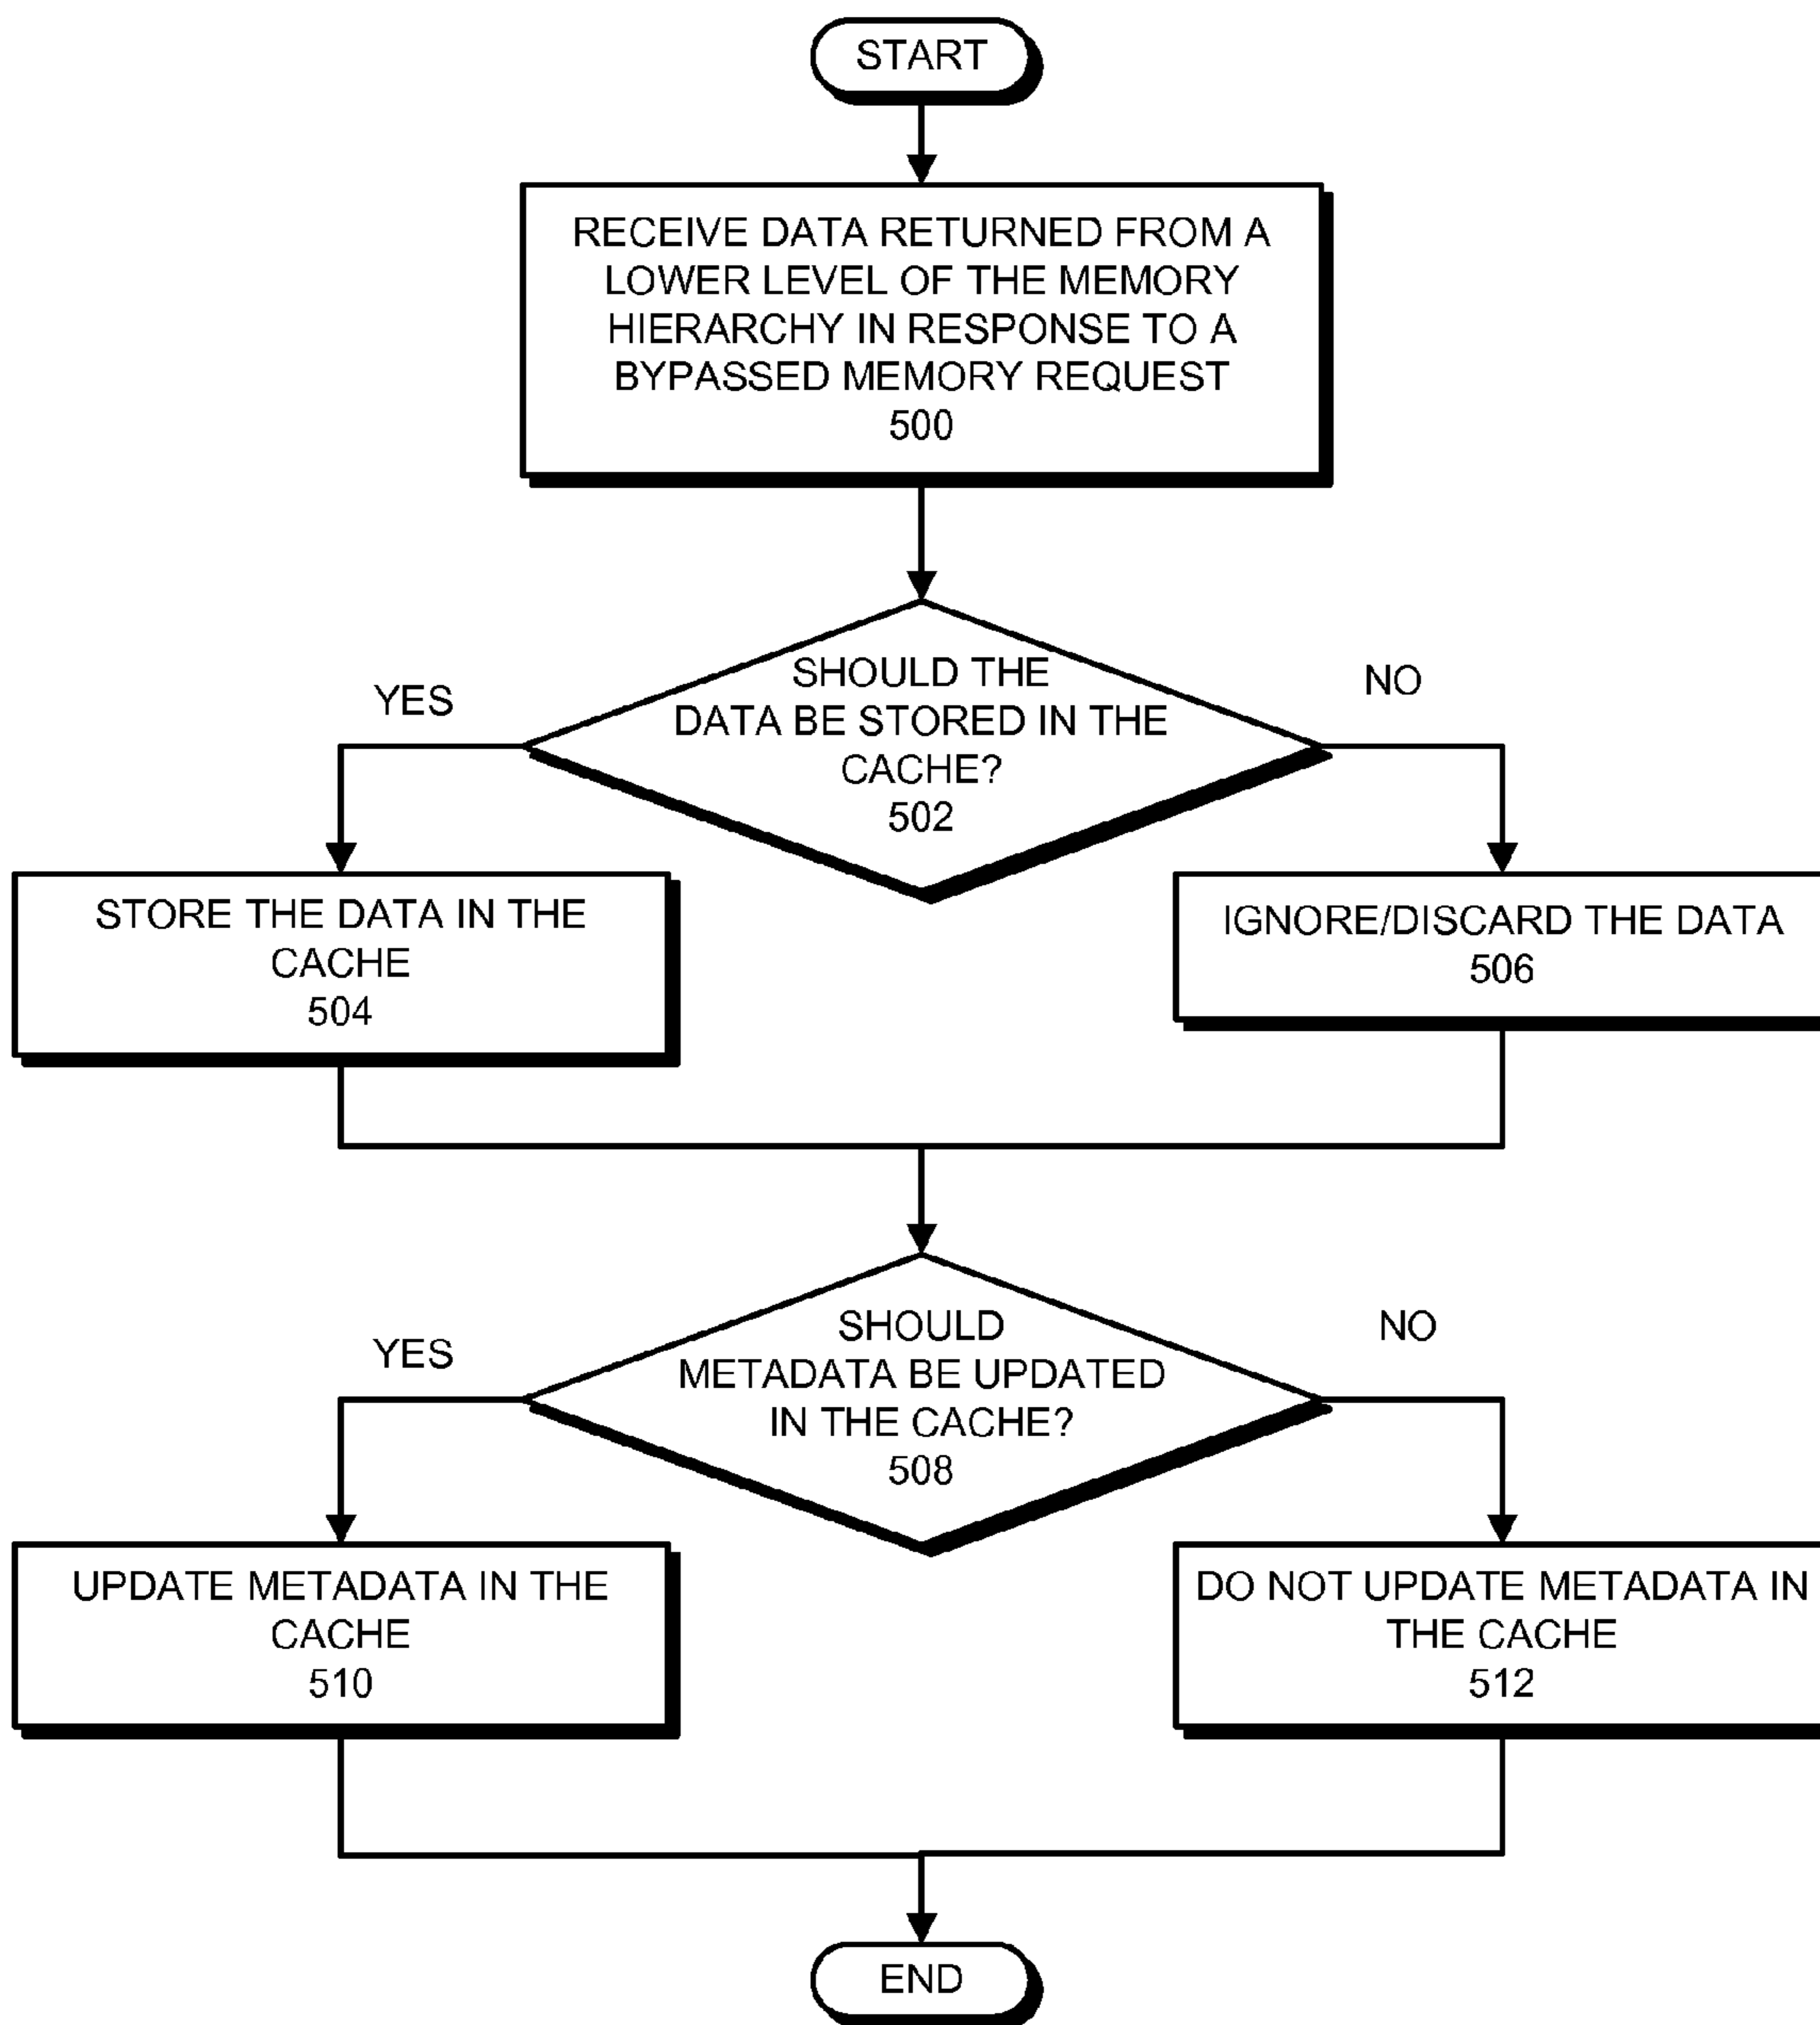 START
RECEIVE DATA RETURNED FROM A
LOWER LEVEL OF THE MEMORY
HIERARCHY IN RESPONSE TO A
BYPASSED MEMORY REQUEST
500
SHOULD THE
DATA BE STORED IN THE
CACHE?
502
YES
NO
STORE THE DATA IN THE
CACHE
504
IGNORE/DISCARD THE DATA
506
SHOULD
METADATA BE UPDATED
IN THE CACHE?
508
YES
NO
UPDATE METADATA IN THE
CACHE
510
DO NOT UPDATE METADATA IN
THE CACHE
512
END